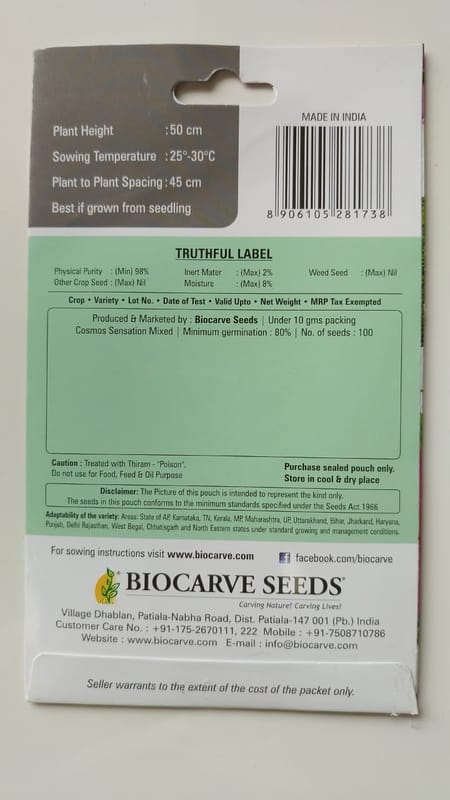 Plant Height : 50 cm
Sowing Temperature : 25°-30°C
Plant to Plant Spacing : 45 cm
Best if grown from seedling
MADE IN INDIA
8 906105 281738
TRUTHFUL LABEL
Physical Purity : (Min) 98% Inert Mater : (Max) 2% Weed Seed : (Max) Nil
Other Crop Seed : (Max) Nil Moisture : (Max) 8%
Crop • Variety • Lot No. • Date of Test • Valid Upto • Net Weight • MRP Tax Exempted
Produced & Marketed by : Biocarve Seeds | Under 10 gms packing
Cosmos Sensation Mixed | Minimum germination : 80% | No. of seeds : 100
Caution : Treated with Thiram - "Poison".
Do not use for Food, Feed & Oil Purpose
Purchase sealed pouch only.
Store in cool & dry place
Disclaimer: The Picture of this pouch is intended to represent the kind only.
The seeds in this pouch conforms to the minimum standards specified under the Seeds Act 1966
Adaptability of the variety: Areas: State of AP, Karnataka, TN, Kerala, MP, Maharashtra, UP, Uttarakhand, Bihar, Jharkand, Haryana,
Punjab, Delhi Rajasthan, West Begal, Chhatisgarh and North Eastern states under standard growing and management conditions.
For sowing instructions visit www.biocarve.com f facebook.com/biocarve
BIOCARVE SEEDS®
Carving Nature! Carving Lives!
Village Dhablan, Patiala-Nabha Road, Dist. Patiala-147 001 (Pb.) India
Customer Care No. : +91-175-2670111, 222 Mobile : +91-7508710786
Website : www.biocarve.com E-mail : info@biocarve.com
Seller warrants to the extent of the cost of the packet only.